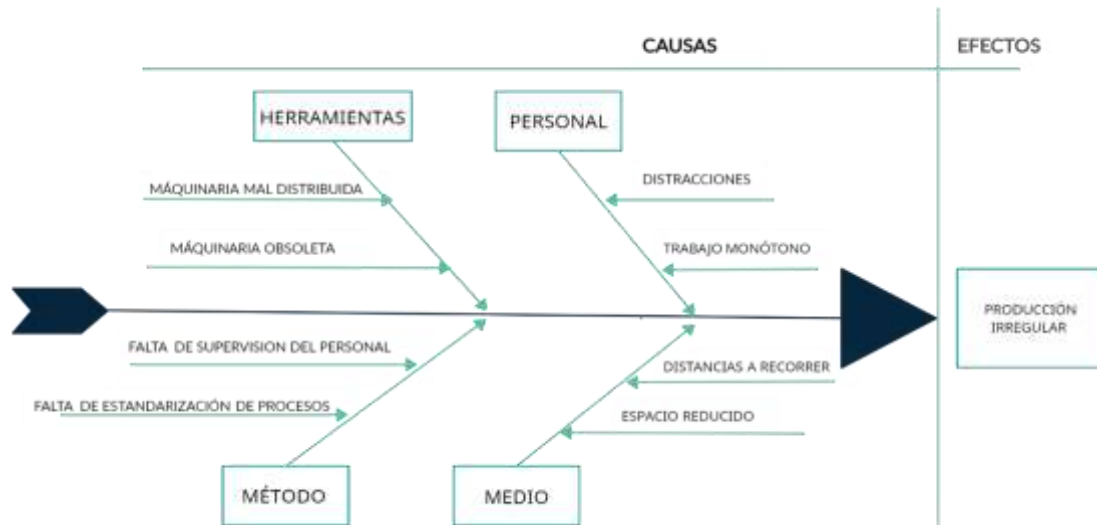 CAUSAS
EFECTOS
HERRAMIENTAS
PERSONAL
MÁQUINARIA MAL DISTRIBUIDA
DISTRACCIONES
MÁQUINARIA OBSOLETA
TRABAJO MONÓTONO
PRODUCCIÓN
IRREGULAR
FALTA DE SUPERVISION DEL PERSONAL
DISTANCIAS A RECORRER
FALTA DE ESTANDARIZACIÓN DE PROCESOS
ESPACIO REDUCIDO
MÉTODO
MEDIO